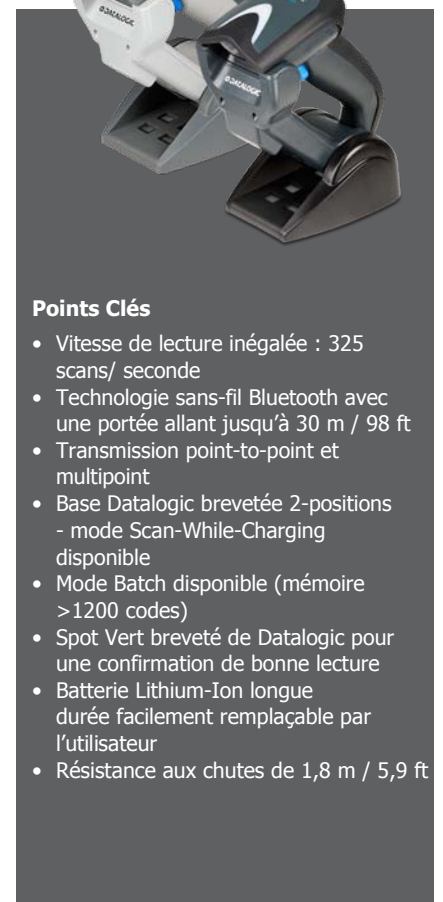 DATALOGIC
DATALOGIC
Points Clés
• Vitesse de lecture inégalée : 325
scans/ seconde
• Technologie sans-fil Bluetooth avec
une portée allant jusqu’à 30 m / 98 ft
• Transmission point-to-point et
multipoint
• Base Datalogic brevetée 2-positions
- mode Scan-While-Charging
disponible
• Mode Batch disponible (mémoire
>1200 codes)
• Spot Vert breveté de Datalogic pour
une confirmation de bonne lecture
• Batterie Lithium-Ion longue
durée facilement remplaçable par
l’utilisateur
• Résistance aux chutes de 1,8 m / 5,9 ft